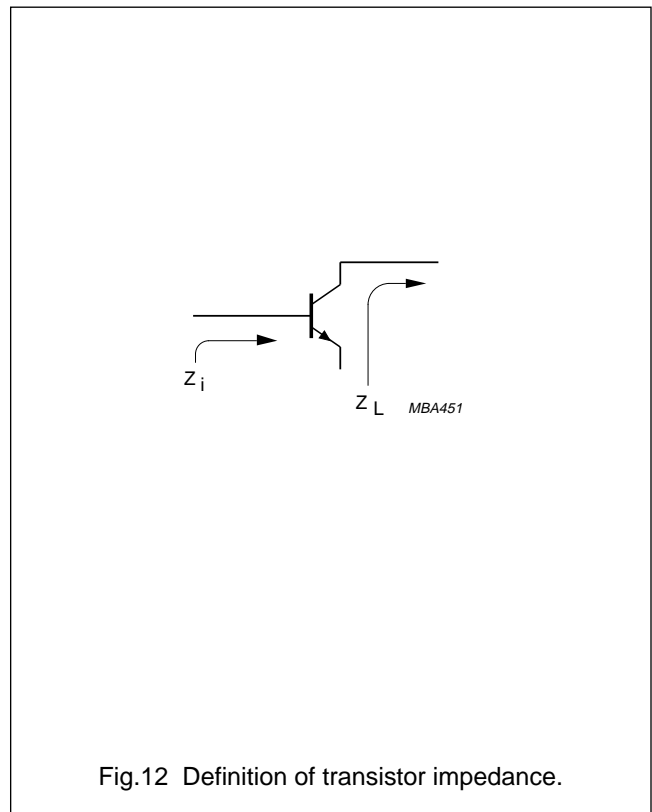 Z i
Z L MBA451
Fig.12 Definition of transistor impedance.